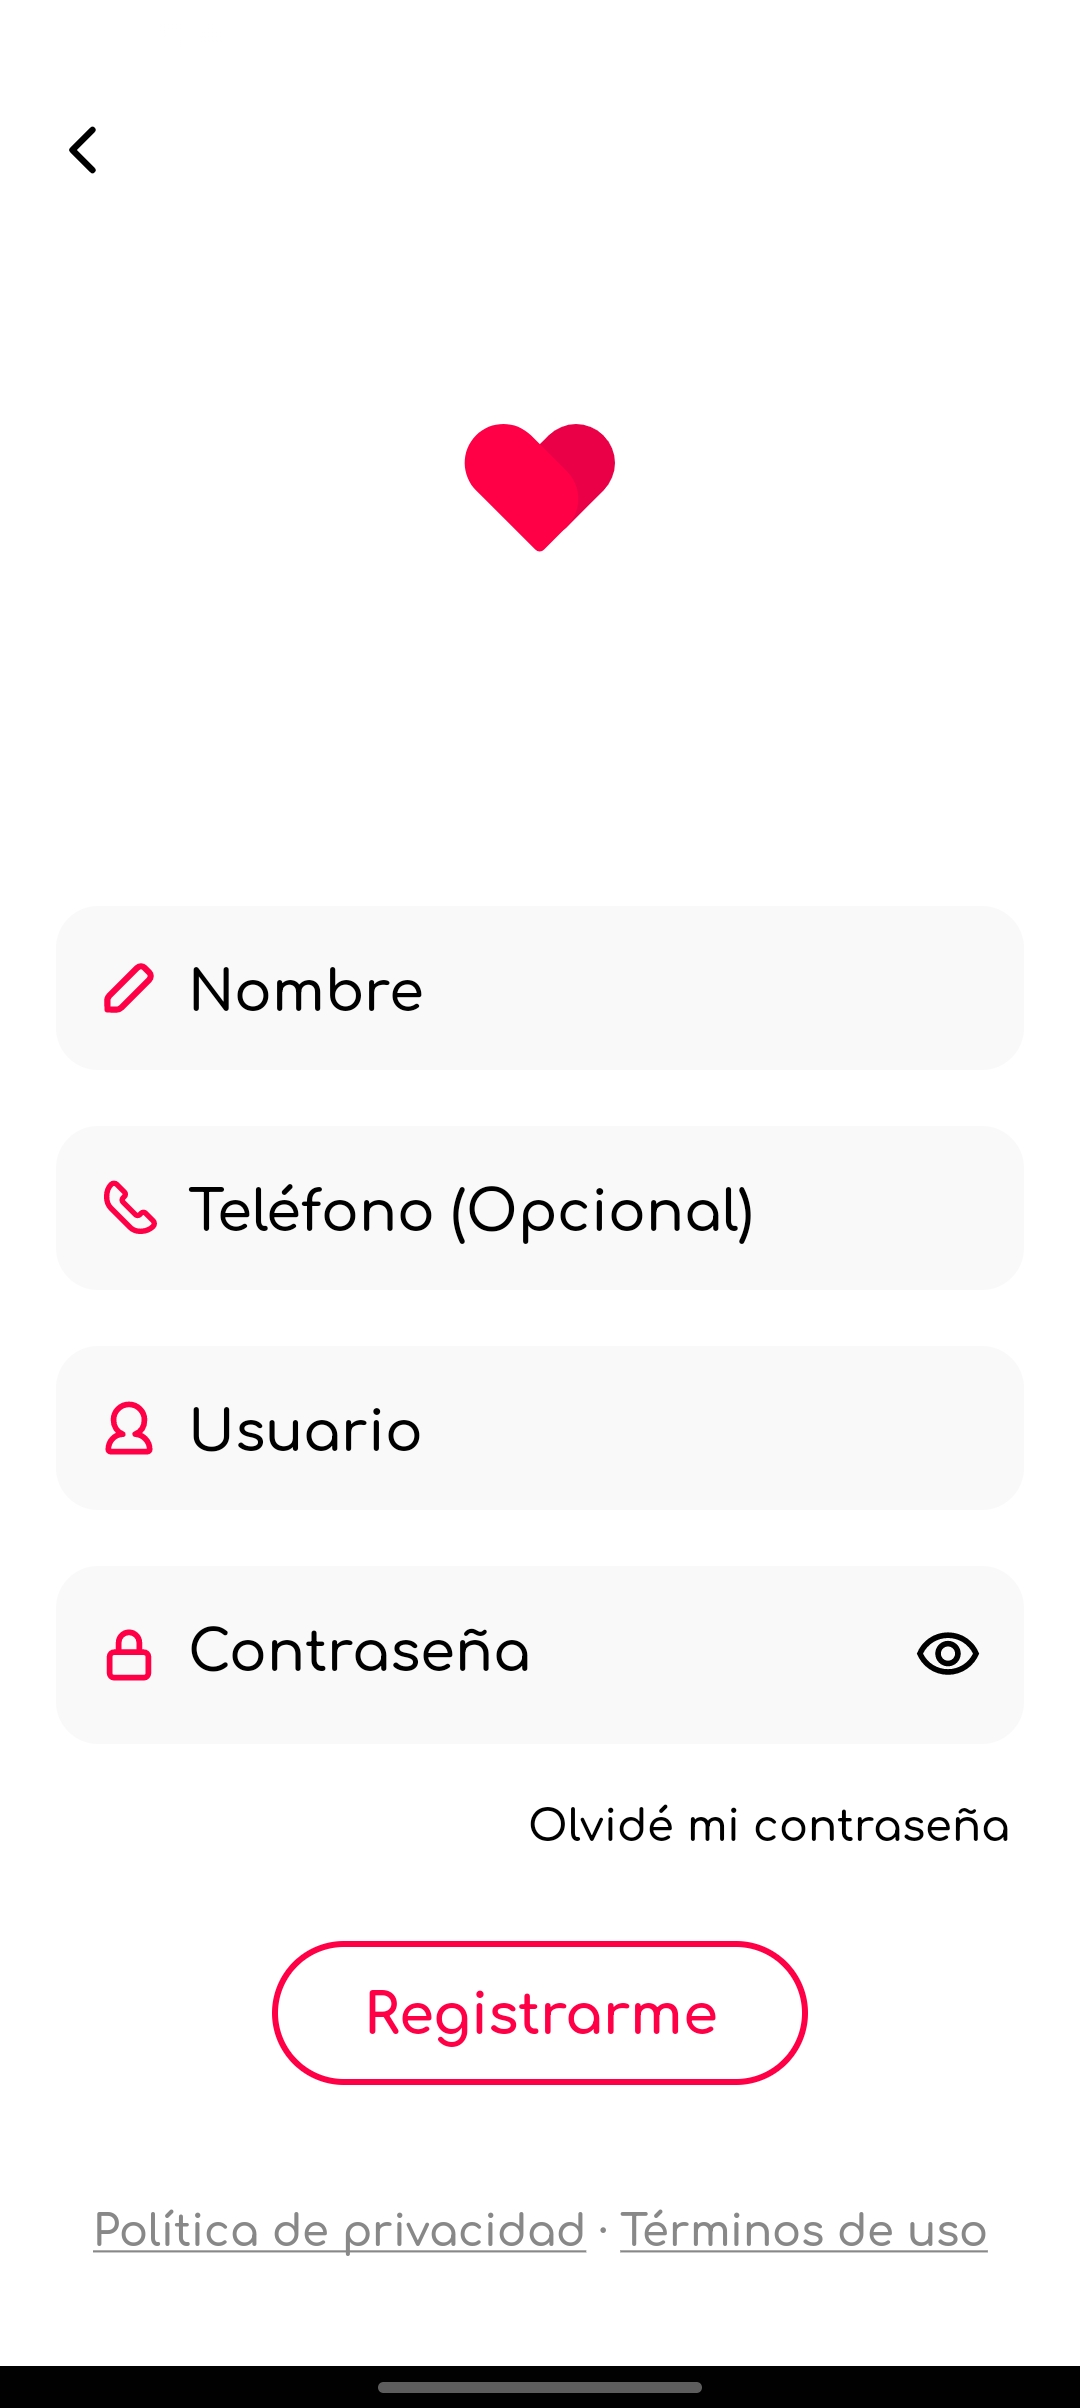 Nombre
Teléfono (Opcional)
Usuario
Contraseña
Olvidé mi contraseña
Registrarme
Política de privacidad · Términos de uso